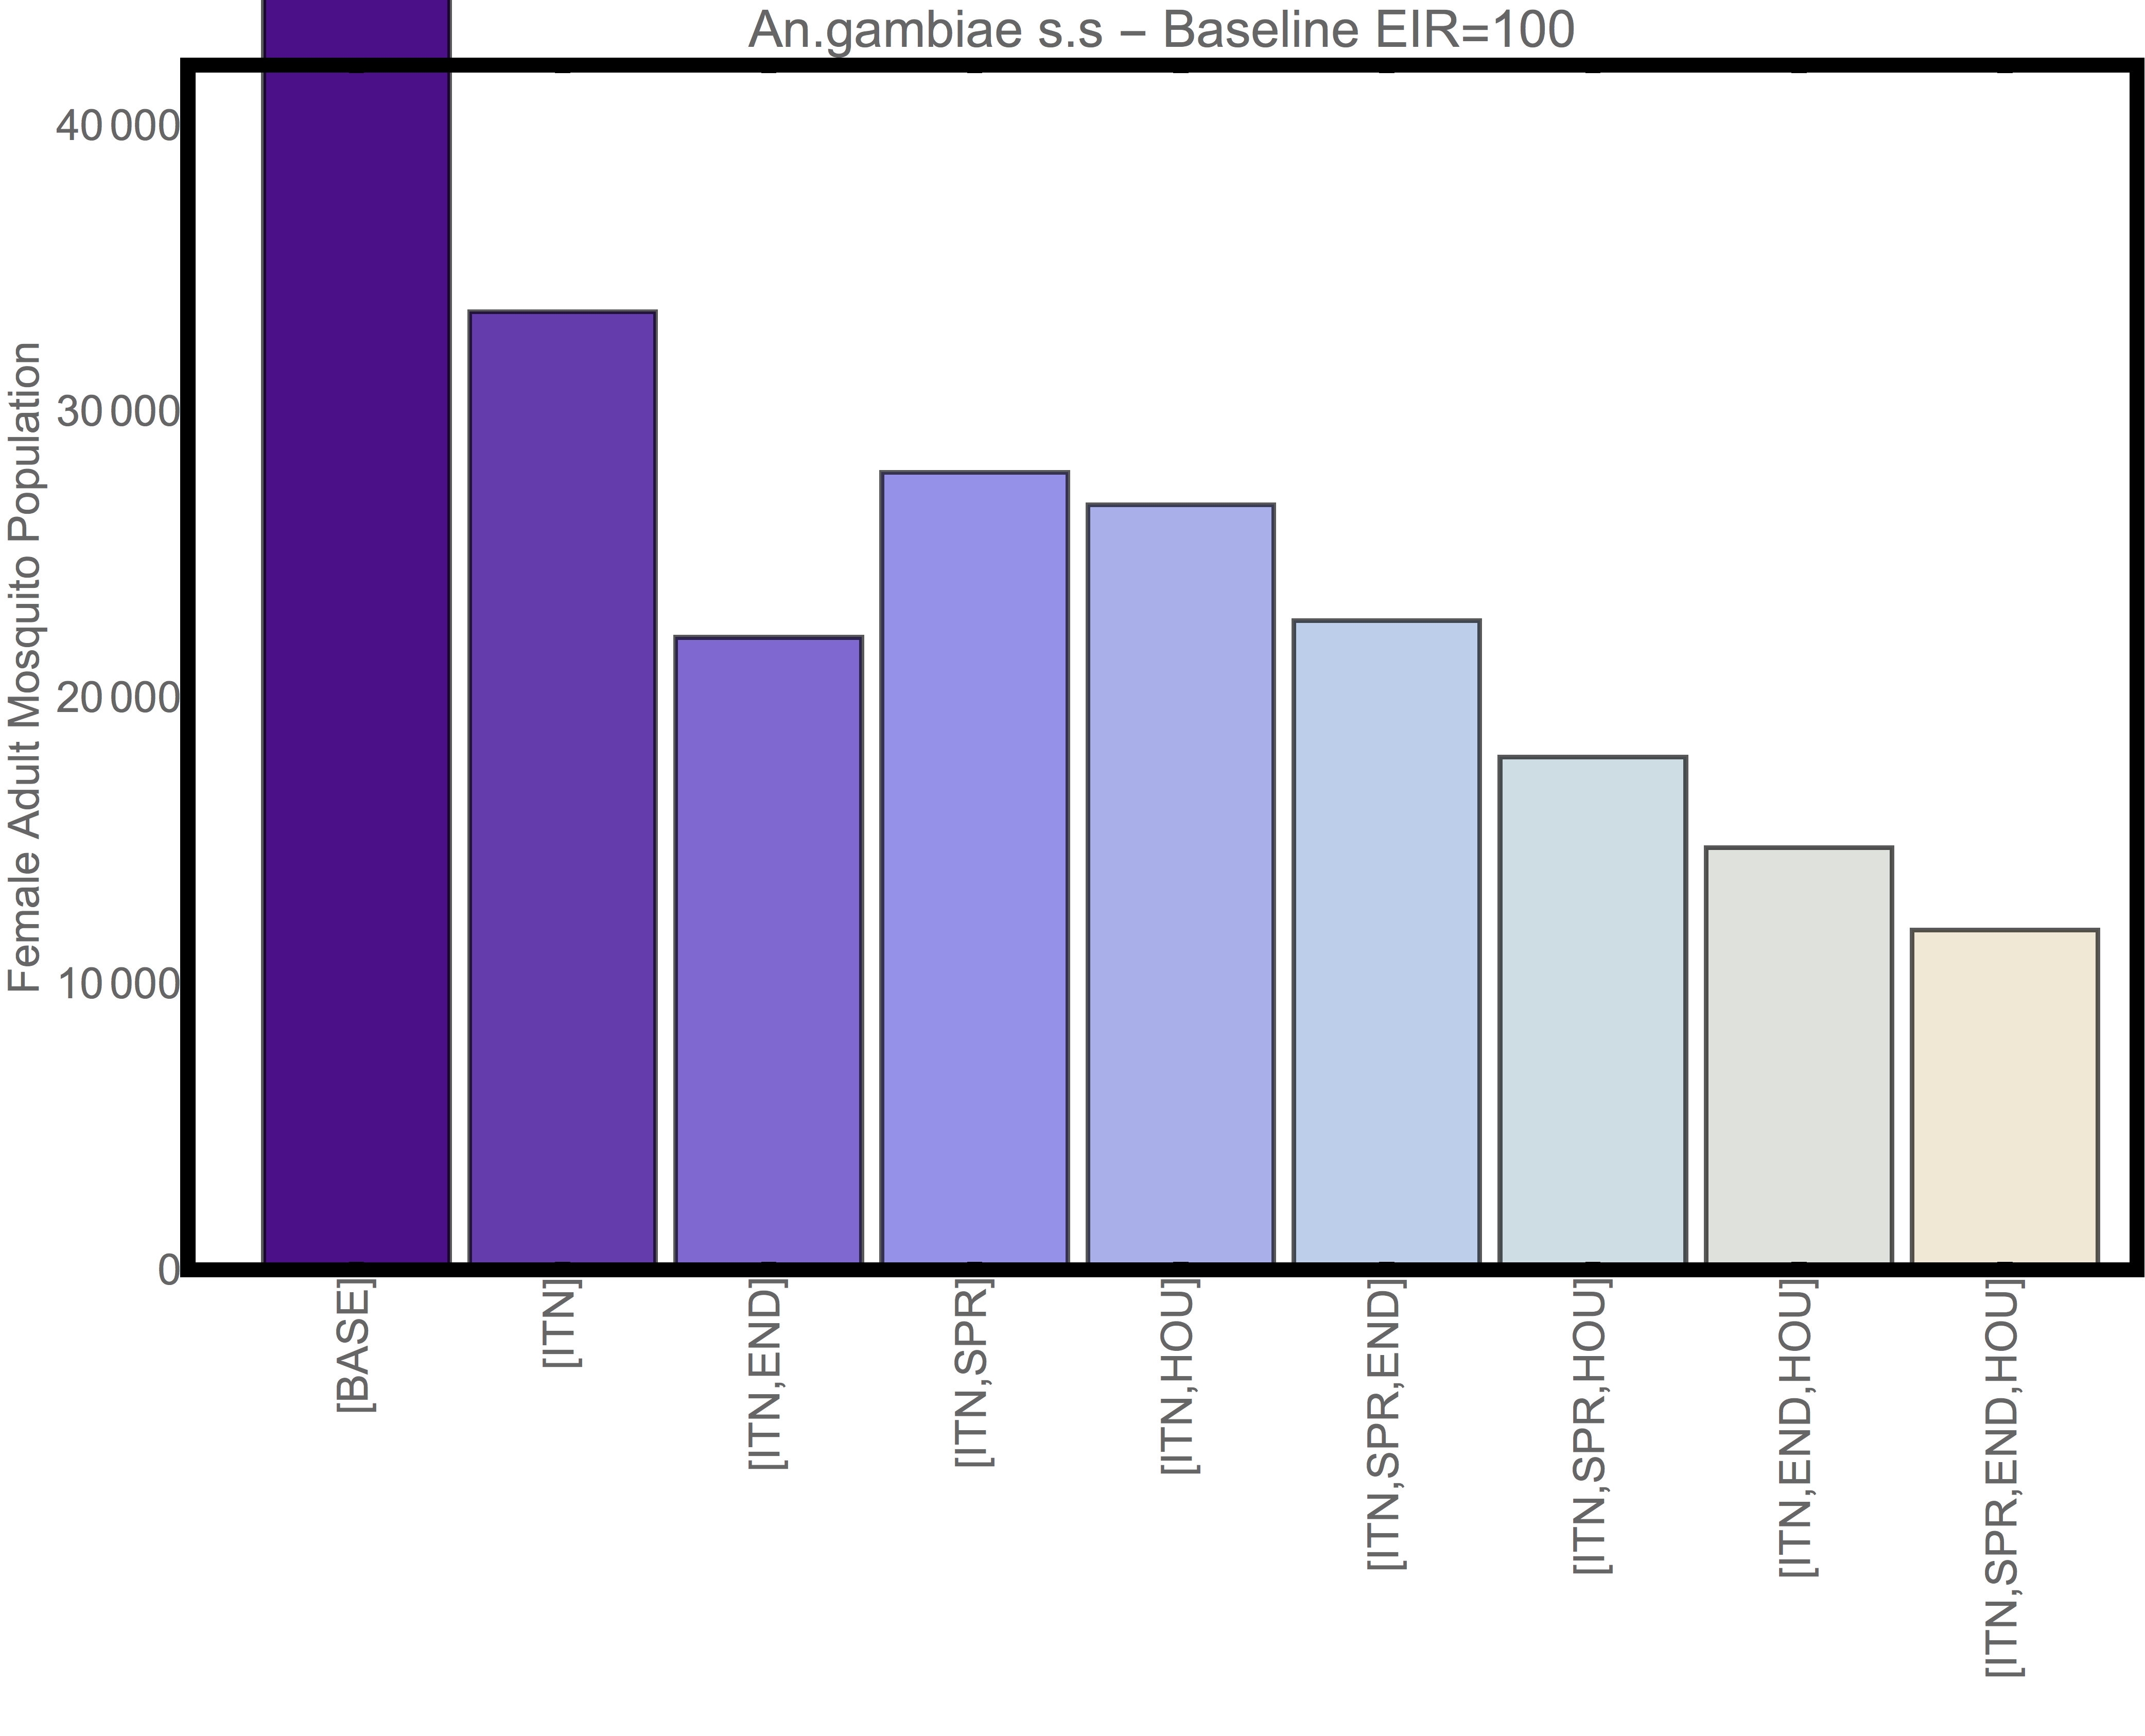 An.gambiae s.s – Baseline EIR=100
Female Adult Mosquito Population
40 000
30 000
20 000
10 000
0
[BASE]
[ITN]
[ITN,END]
[ITN,SPR]
[ITN,HOU]
[ITN,SPR,END]
[ITN,SPR,HOU]
[ITN,END,HOU]
[ITN,SPR,END,HOU]